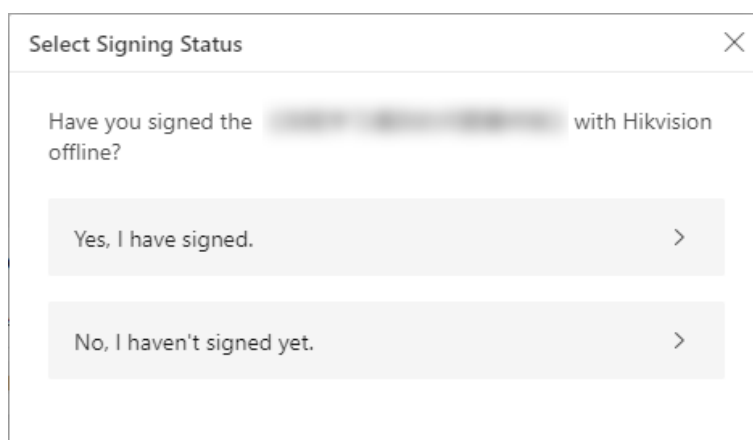 Select Signing Status
Have you signed the with Hikvision
offline?
Yes, I have signed.
No, I haven't signed yet.